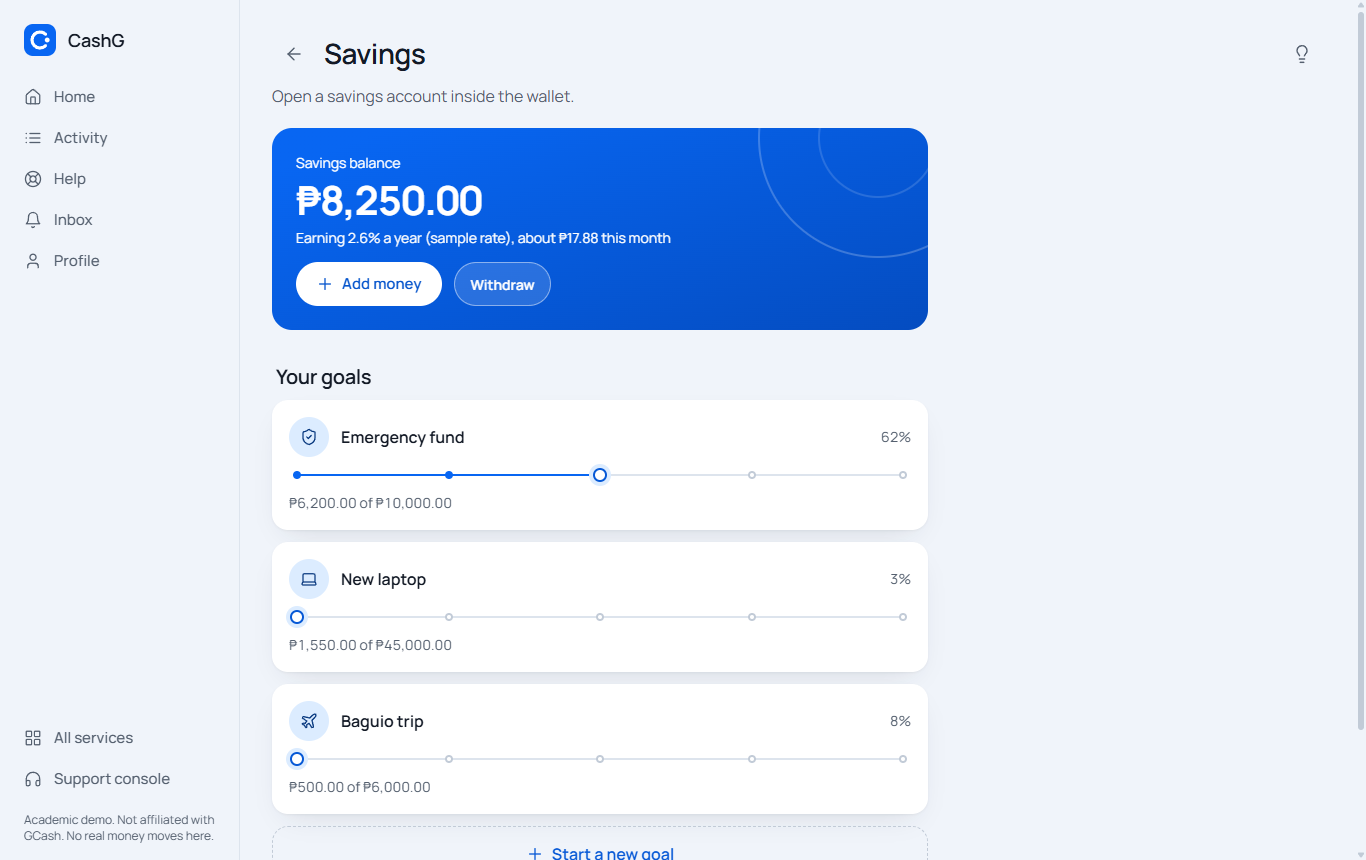 CashG
Home
Activity
Help
Inbox
Profile
All services
Support console
Academic demo. Not affiliated with
GCash. No real money moves here.
Savings
Open a savings account inside the wallet.
Savings balance
₱8,250.00
Earning 2.6% a year (sample rate), about ₱17.88 this month
Add money
Withdraw
Your goals
Emergency fund
62%
₱6,200.00 of ₱10,000.00
New laptop
3%
₱1,550.00 of ₱45,000.00
Baguio trip
8%
₱500.00 of ₱6,000.00
Start a new goal